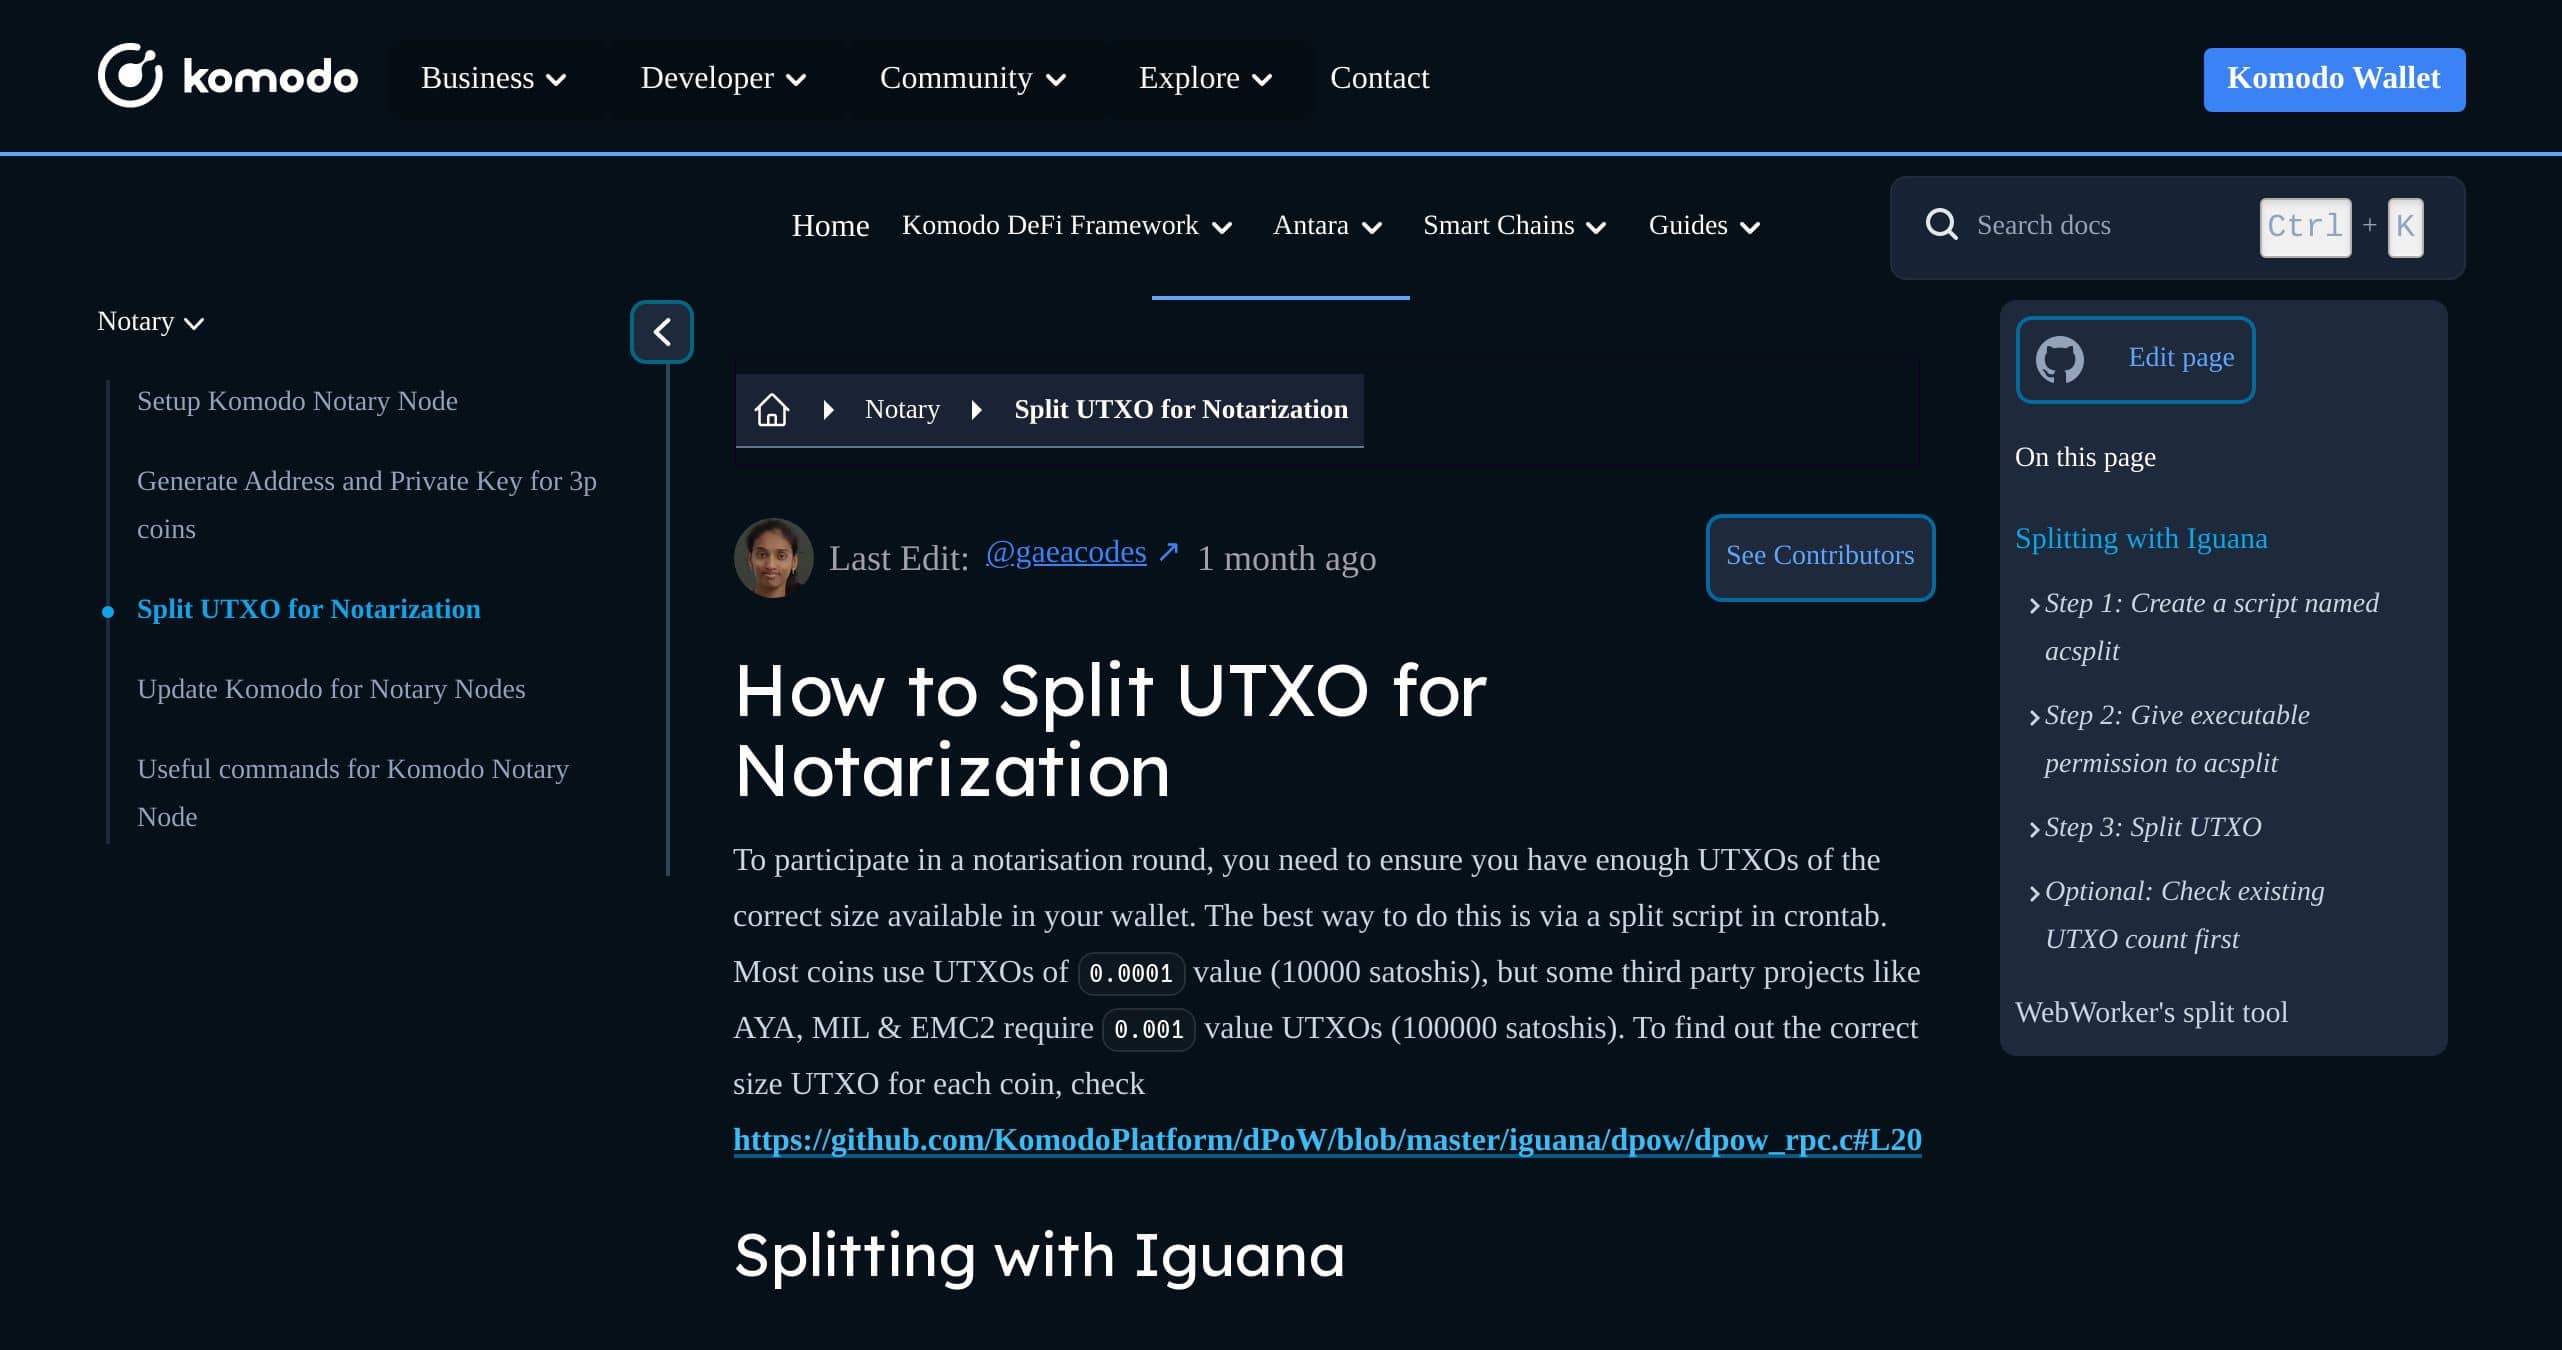 komodo Business Developer Community Explore Contact Komodo Wallet
Home Komodo DeFi Framework Antara Smart Chains Guides Search docs Ctrl + K
Notary
Setup Komodo Notary Node
Generate Address and Private Key for 3p
coins
Split UTXO for Notarization
Update Komodo for Notary Nodes
Useful commands for Komodo Notary
Node
Notary Split UTXO for Notarization
Last Edit: @gaeacodes ↗ 1 month ago See Contributors
How to Split UTXO for
Notarization
To participate in a notarisation round, you need to ensure you have enough UTXOs of the
correct size available in your wallet. The best way to do this is via a split script in crontab.
Most coins use UTXOs of 0.0001 value (10000 satoshis), but some third party projects like
AYA, MIL & EMC2 require 0.001 value UTXOs (100000 satoshis). To find out the correct
size UTXO for each coin, check
https://github.com/KomodoPlatform/dPoW/blob/master/iguana/dpow/dpow_rpc.c#L20
Splitting with Iguana
Edit page
On this page
Splitting with Iguana
Step 1: Create a script named
acsplit
Step 2: Give executable
permission to acsplit
Step 3: Split UTXO
Optional: Check existing
UTXO count first
WebWorker's split tool